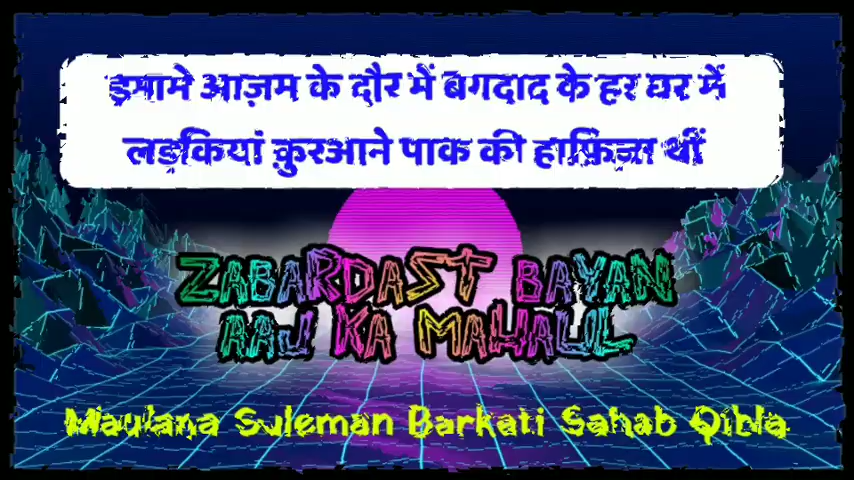 इमामे आज़म के दौर में बगदाद के हर घर में
लड़कियां क़ुरआने पाक की हाफ़िज़ा थीं
ZABARDAST BAYAN
AAJ KA MAHAUL
Maulana Suleman Barkati Sahab Qibla